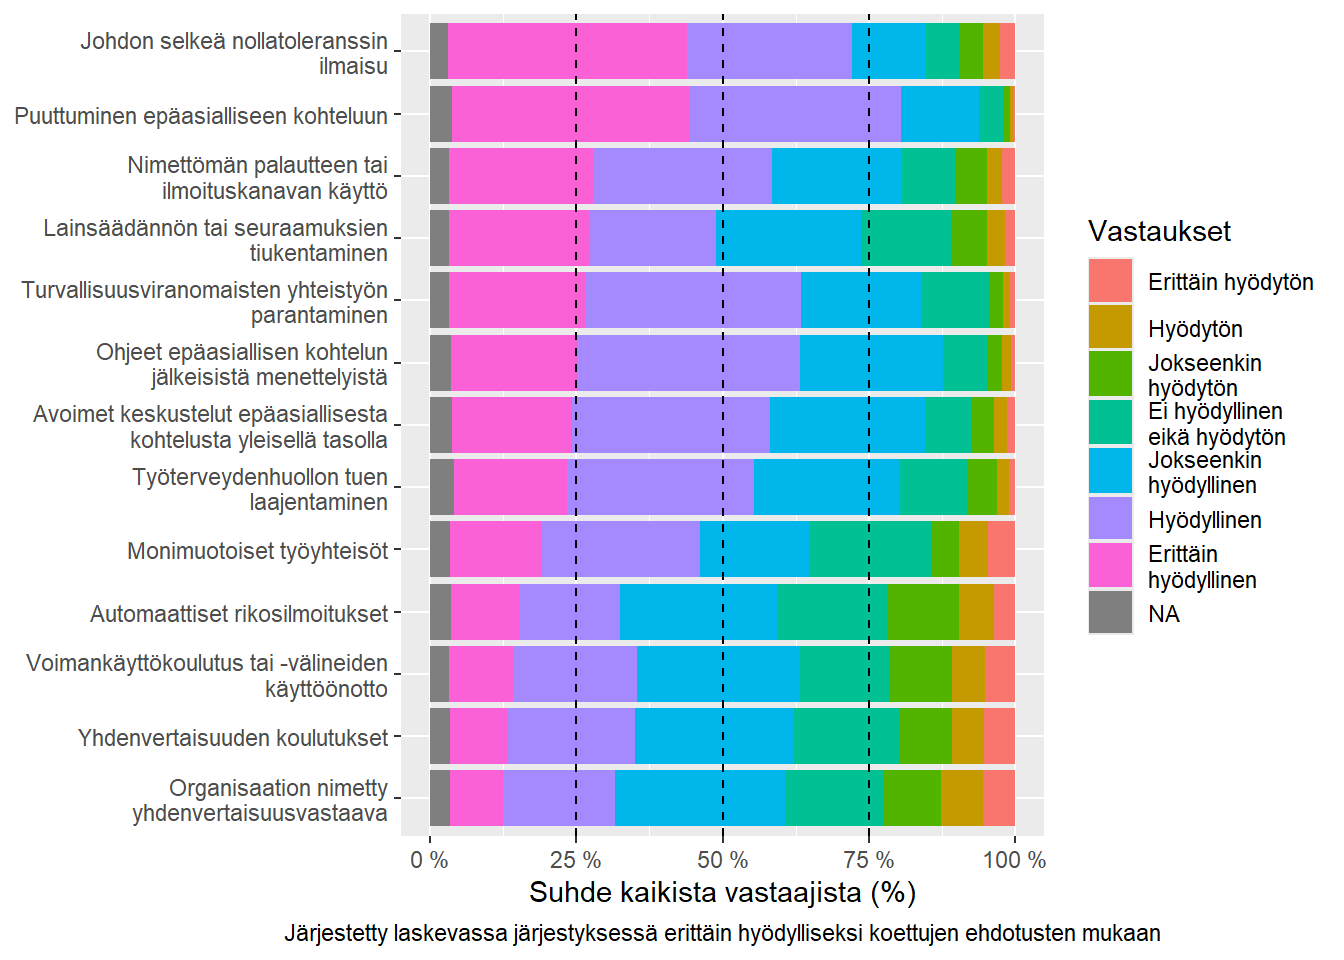 Johdon selkeä nollatoleranssin
ilmaisu
Puuttuminen epäasialliseen kohteluun
Nimettömän palautteen tai
ilmoituskanavan käyttö
Lainsäädännön tai seuraamuksien
tiukentaminen
Turvallisuusviranomaisten yhteistyön
parantaminen
Ohjeet epäasiallisen kohtelun
jälkeisistä menettelyistä
Avoimet keskustelut epäasiallisesta
kohtelusta yleisellä tasolla
Työterveydenhuollon tuen
laajentaminen
Monimuotoiset työyhteisöt
Automaattiset rikosilmoitukset
Voimankäyttökoulutus tai -välineiden
käyttöönotto
Yhdenvertaisuuden koulutukset
Organisaation nimetty
yhdenvertaisuusvastaava
0 % 25 % 50 % 75 % 100 %
Suhde kaikista vastaajista (%)
Järjestetty laskevassa järjestyksessä erittäin hyödylliseksi koettujen ehdotusten mukaan
Vastaukset
Erittäin hyödytön
Hyödytön
Jokseenkin
hyödytön
Ei hyödyllinen
eikä hyödytön
Jokseenkin
hyödyllinen
Hyödyllinen
Erittäin
hyödyllinen
NA